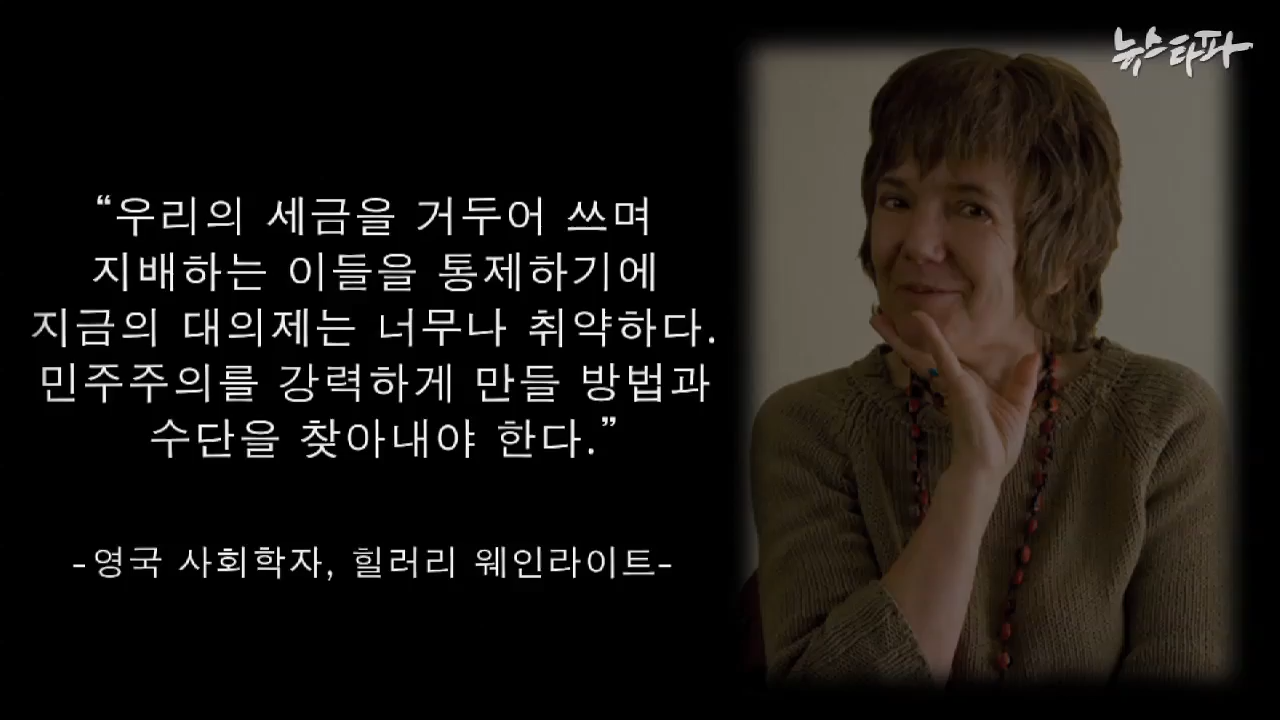 뉴스타파
“우리의 세금을 거두어 쓰며
지배하는 이들을 통제하기에
지금의 대의제는 너무나 취약하다.
민주주의를 강력하게 만들 방법과
수단을 찾아내야 한다.”
-영국 사회학자, 힐러리 웨인라이트-